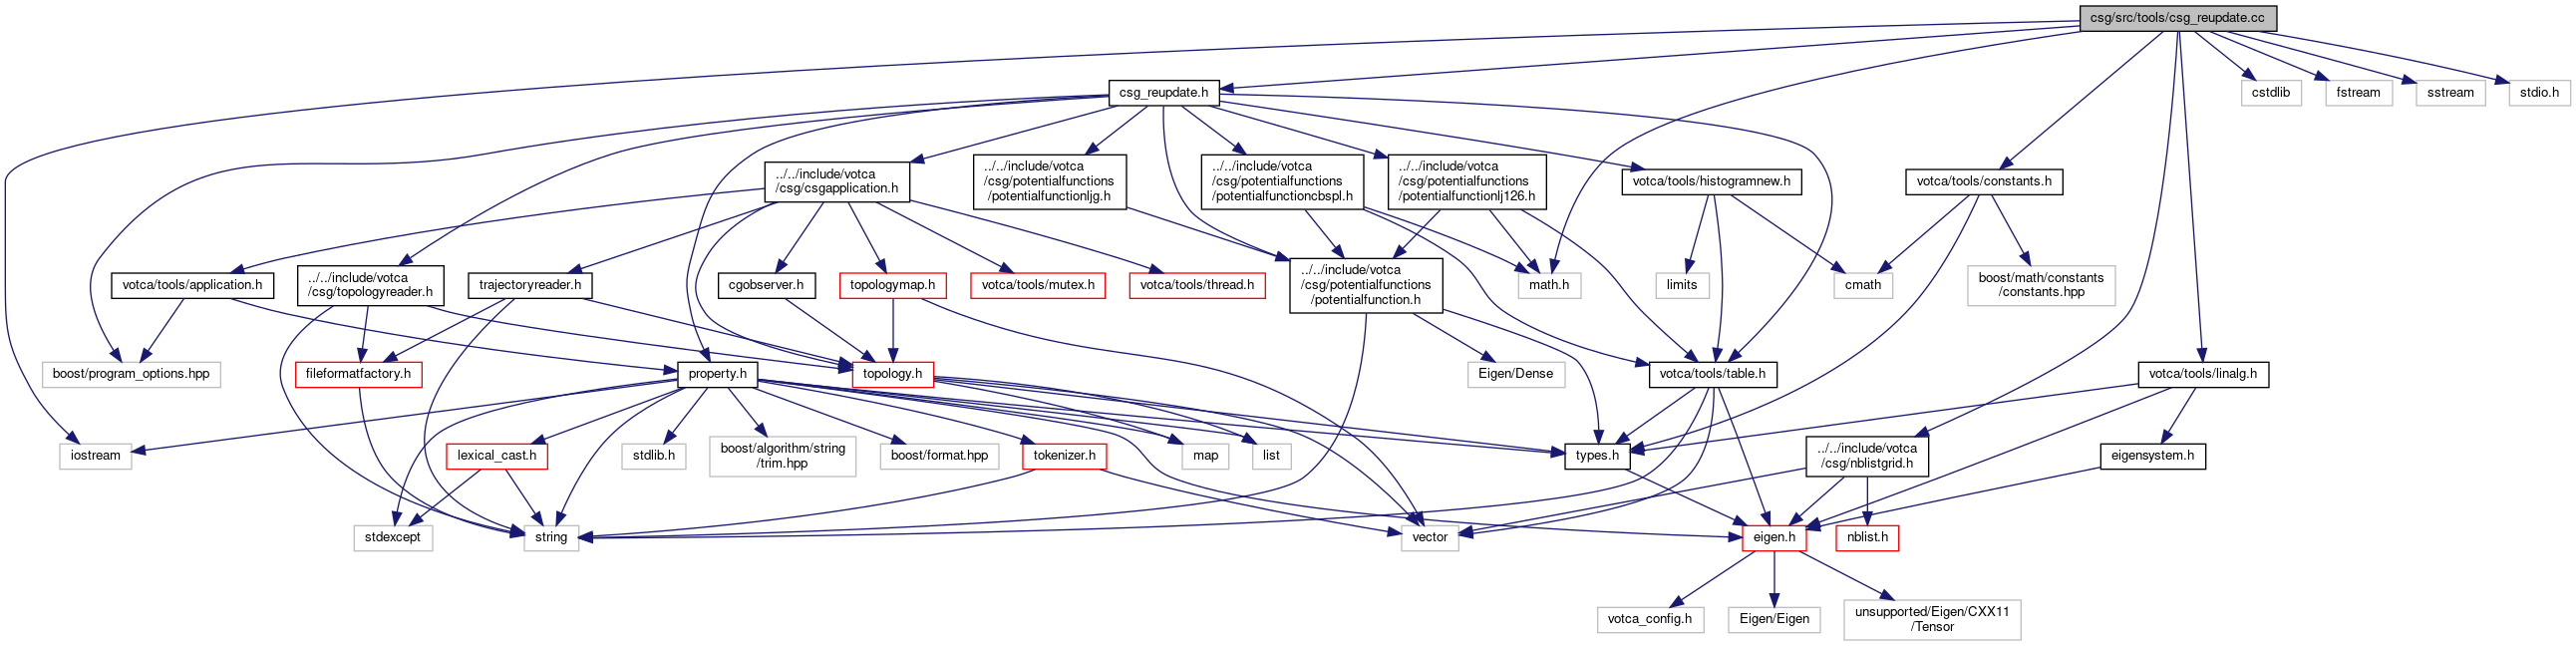 csg/src/tools/csg_reupdate.cc
csg_reupdate.h
cstdlib
fstream
sstream
stdio.h
../../include/votca
/csg/csgapplication.h
../../include/votca
/csg/potentialfunctions
/potentialfunctionljg.h
../../include/votca
/csg/potentialfunctions
/potentialfunctioncbspl.h
../../include/votca
/csg/potentialfunctions
/potentialfunctionlj126.h
votca/tools/histogramnew.h
votca/tools/constants.h
votca/tools/application.h
../../include/votca
/csg/topologyreader.h
trajectoryreader.h
cgobserver.h
topologymap.h
votca/tools/mutex.h
votca/tools/thread.h
../../include/votca
/csg/potentialfunctions
/potentialfunction.h
math.h
limits
cmath
boost/math/constants
/constants.hpp
boost/program_options.hpp
fileformatfactory.h
property.h
topology.h
Eigen/Dense
votca/tools/table.h
votca/tools/linalg.h
iostream
lexical_cast.h
stdlib.h
boost/algorithm/string
/trim.hpp
boost/format.hpp
tokenizer.h
map
list
types.h
../../include/votca
/csg/nblistgrid.h
eigensystem.h
stdexcept
string
vector
eigen.h
nblist.h
votca_config.h
Eigen/Eigen
unsupported/Eigen/CXX11
/Tensor